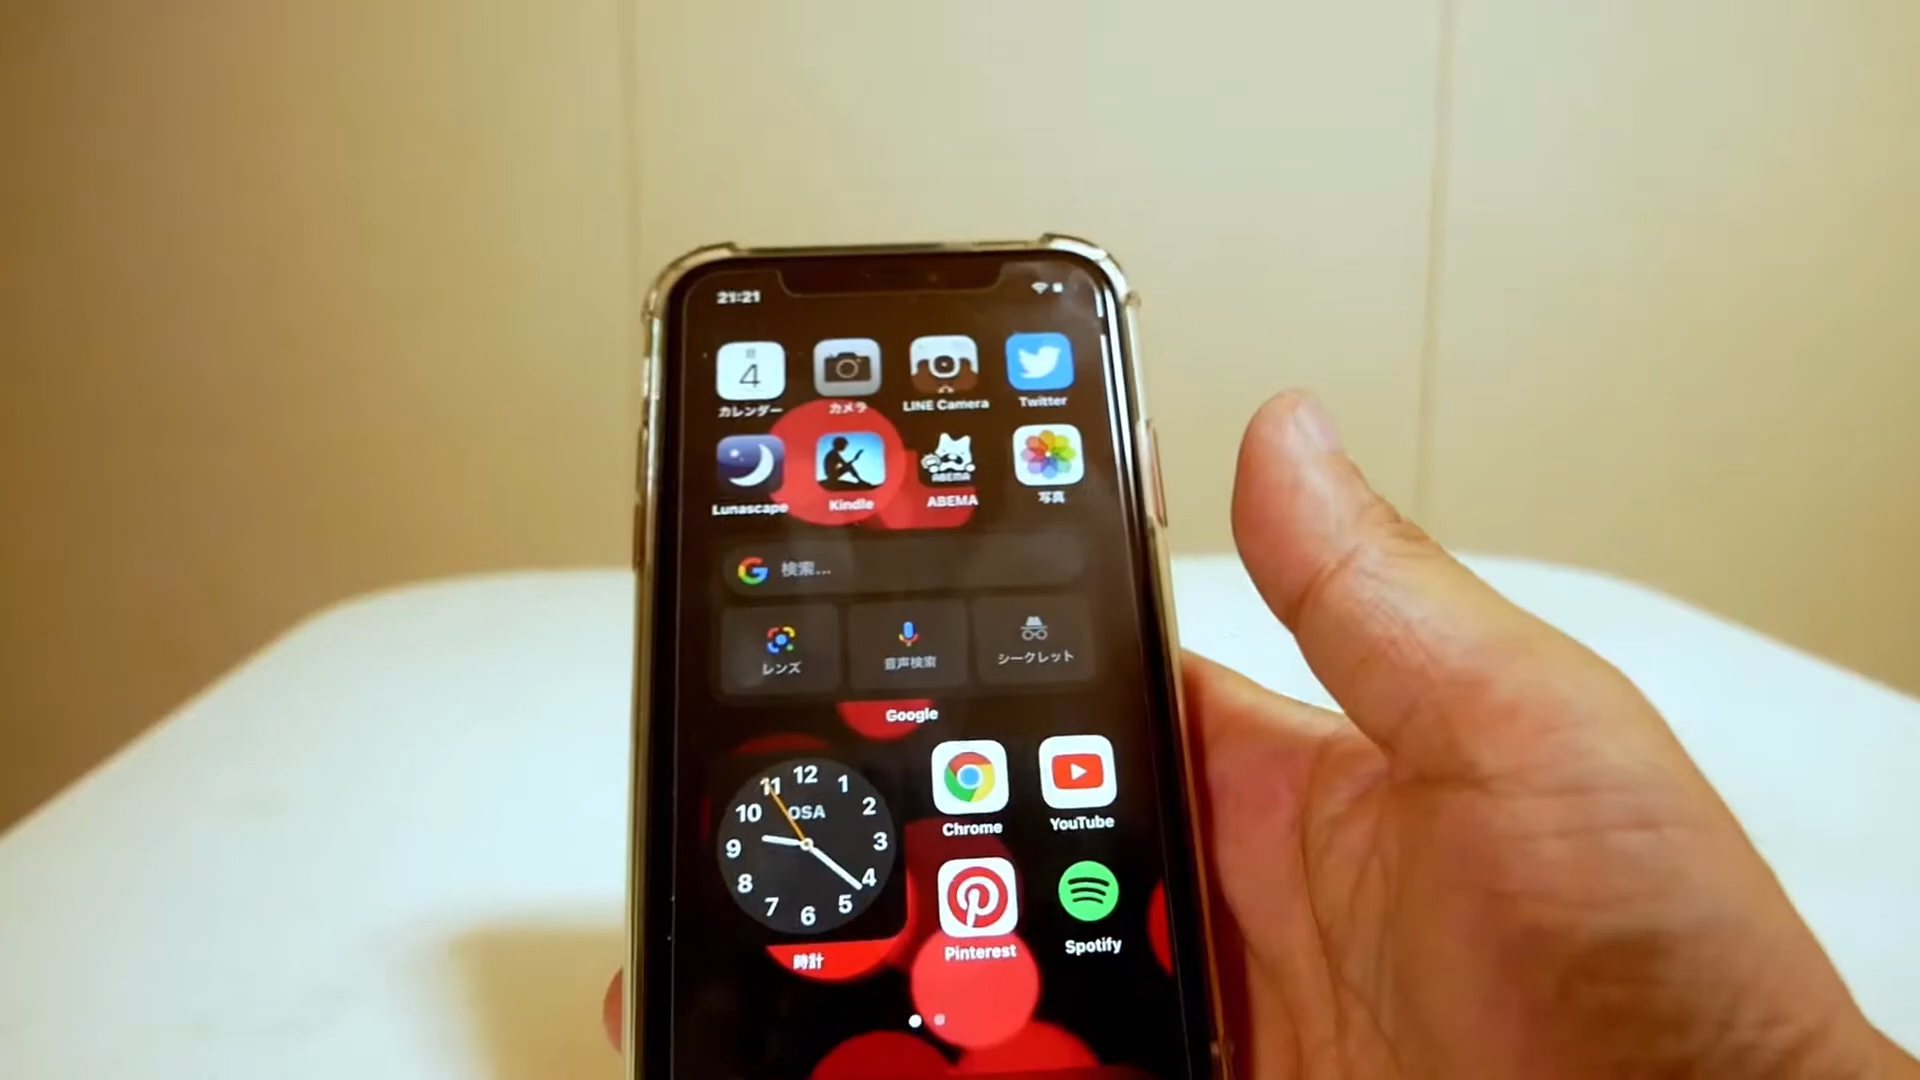 21:21
4
カレンダー
カメラ
LINE Camera
Twitter
Lunascape
Kindle
ABEMA
ABEMA
写真
検索...
レンズ
音声検索
シークレット
Google
12
1
2
3
4
5
6
7
8
9
10
11
OSA
時計
Chrome
YouTube
Pinterest
Spotify